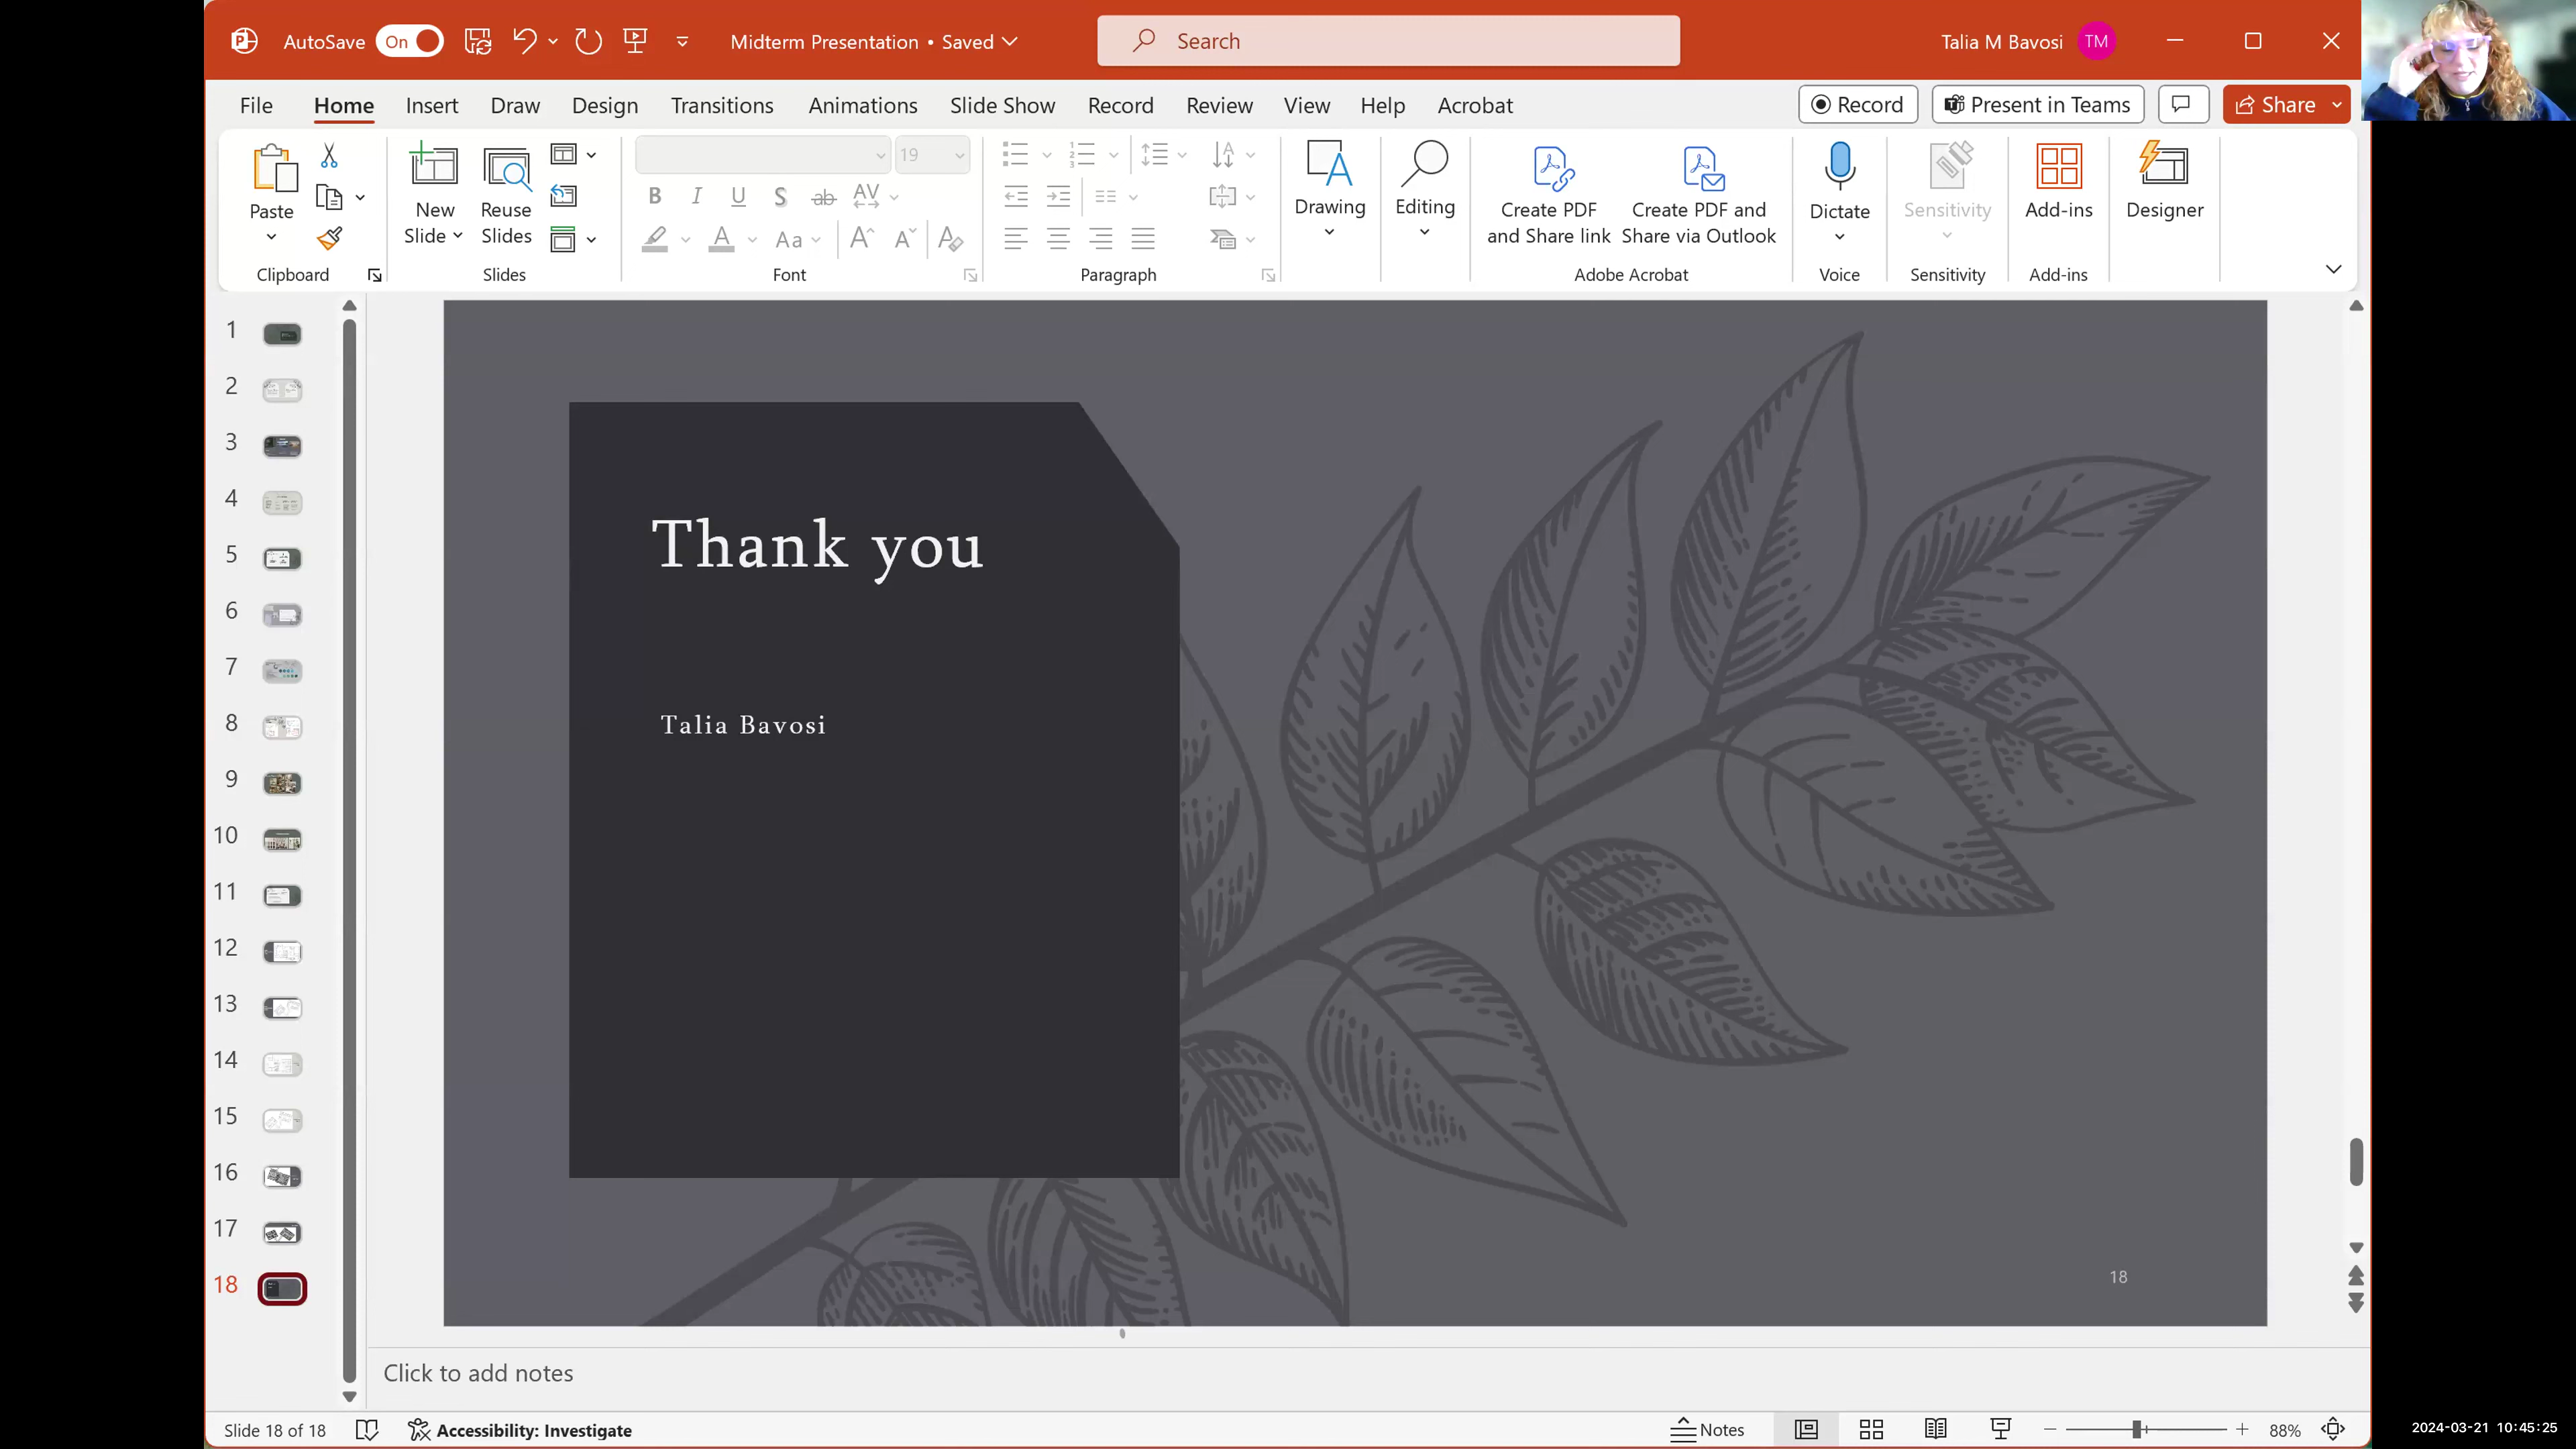 AutoSave On Midterm Presentation • Saved Search Talia M Bavosi TM
File Home Insert Draw Design Transitions Animations Slide Show Record Review View Help Acrobat Record Present in Teams Share
Paste
New Slide
Reuse Slides
19
B I U S ab AV
A Aa A A A
Drawing
Editing
Create PDF and Share link
Create PDF and Share via Outlook
Dictate
Sensitivity
Add-ins
Designer
Clipboard Slides Font Paragraph Adobe Acrobat Voice Sensitivity Add-ins
1
2
3
4
5
6
7
8
9
10
11
12
13
14
15
16
17
18
Thank you
Talia Bavosi
18
Click to add notes
Slide 18 of 18 Accessibility: Investigate Notes 88%
2024-03-21 10:45:25